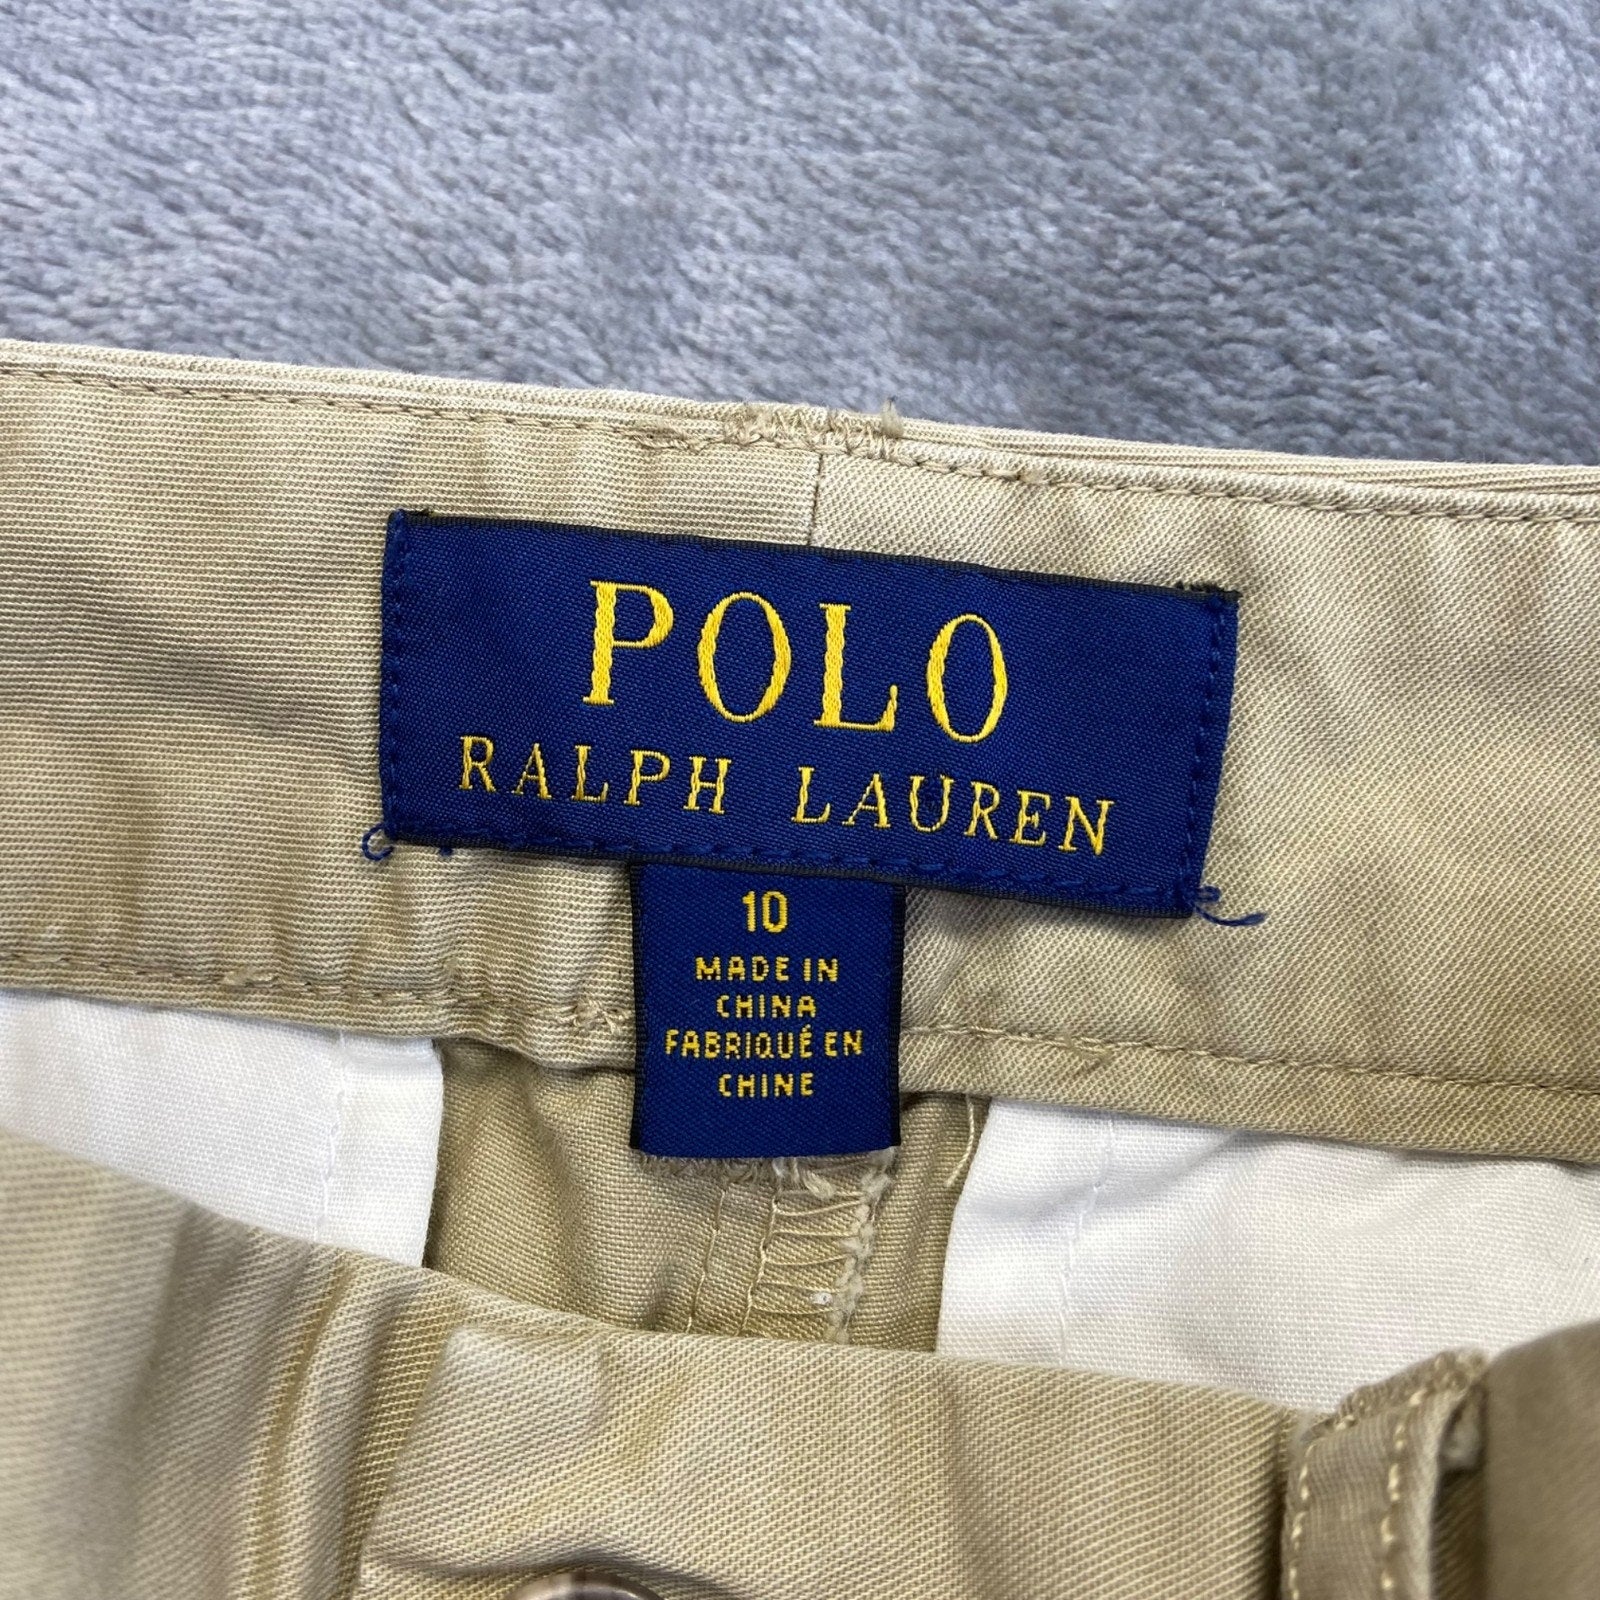 POLO
RALPH LAUREN
10
MADE IN
CHINA
FABRIQUÉ EN
CHINE